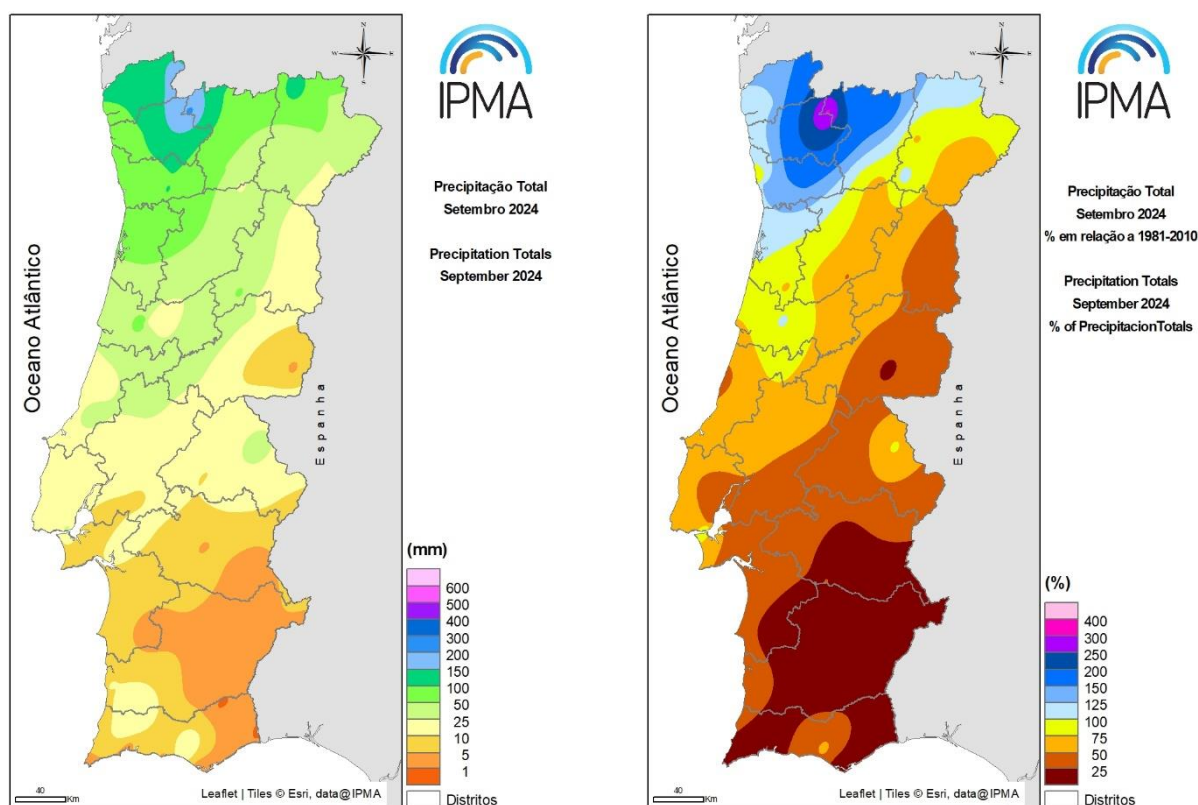 IPMA
Precipitação Total
Setembro 2024
Precipitation Totals
September 2024
Oceano Atlântico
Espanha
(mm)
600
500
400
300
200
150
100
50
25
10
5
1
Distritos
40
Km
Leaflet | Tiles © Esri, data@IPMA
N
W
E
S
IPMA
Precipitação Total
Setembro 2024
% em relação a 1981-2010
Precipitation Totals
September 2024
% of PrecipitacionTotals
Oceano Atlântico
Espanha
(%)
400
300
250
200
150
125
100
75
50
25
Distritos
40
Km
Leaflet | Tiles © Esri, data@IPMA
N
W
E
S